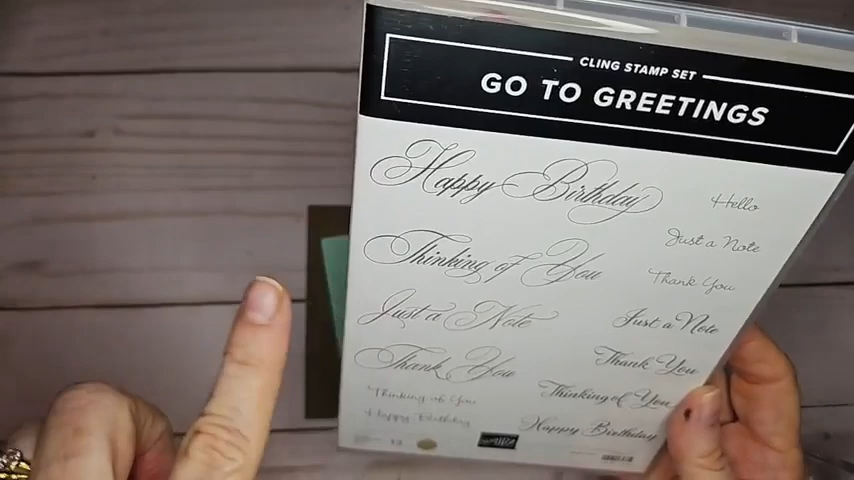 CLING STAMP SET
GO TO GREETINGS
Happy Birthday
Hello
Just a Note
Thinking of You
Thank You
Just a Note
Just a Note
Thank You
Thank You
Thinking of You
Thinking of You
Happy Birthday
Happy Birthday